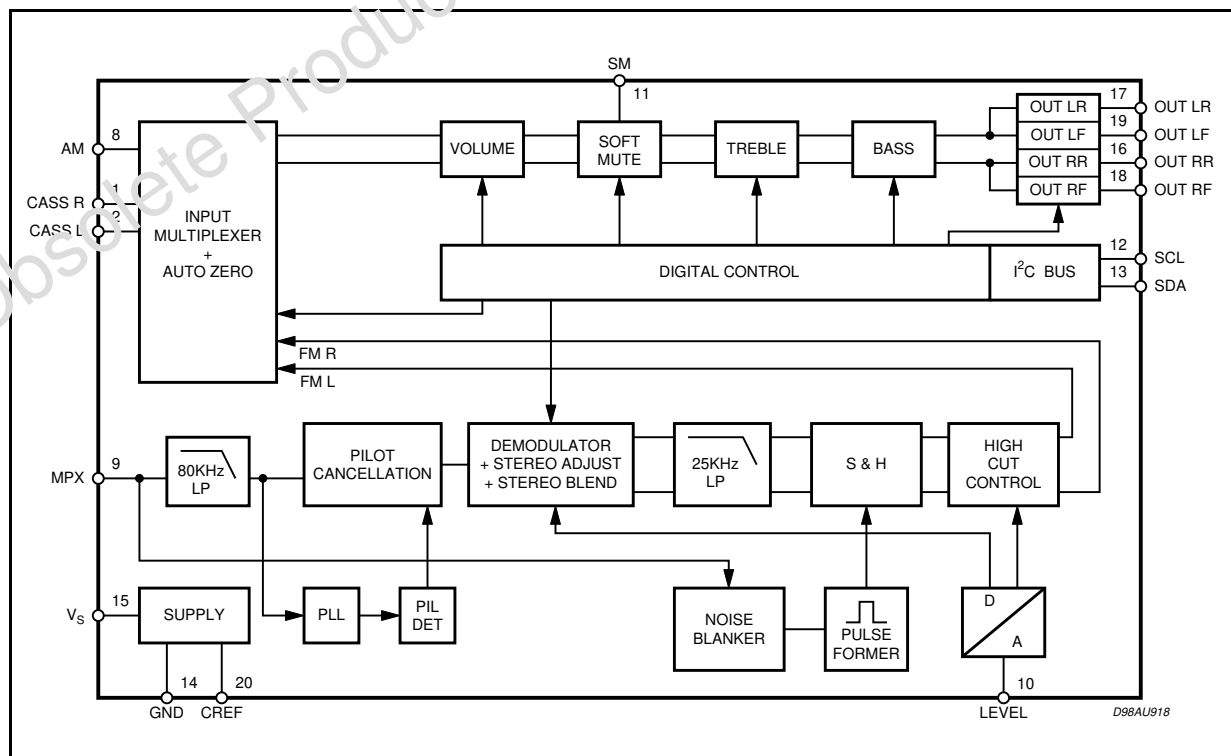 Obsolete Produc
SM
11
AM
8
CASS R
1
CASS L
2
INPUT
MULTIPLEXER
+
AUTO ZERO
VOLUME
SOFT
MUTE
TREBLE
BASS
OUT LR
OUT LF
OUT RR
OUT RF
17
OUT LR
19
OUT LF
16
OUT RR
18
OUT RF
DIGITAL CONTROL
I²C BUS
12
SCL
13
SDA
FM R
FM L
MPX
9
80KHz
LP
PILOT
CANCELLATION
DEMODULATOR
+ STEREO ADJUST
+ STEREO BLEND
25KHz
LP
S & H
HIGH
CUT
CONTROL
VS
15
SUPPLY
PLL
PIL
DET
NOISE
BLANKER
PULSE
FORMER
D
A
14
GND
20
CREF
10
LEVEL
D98AU918